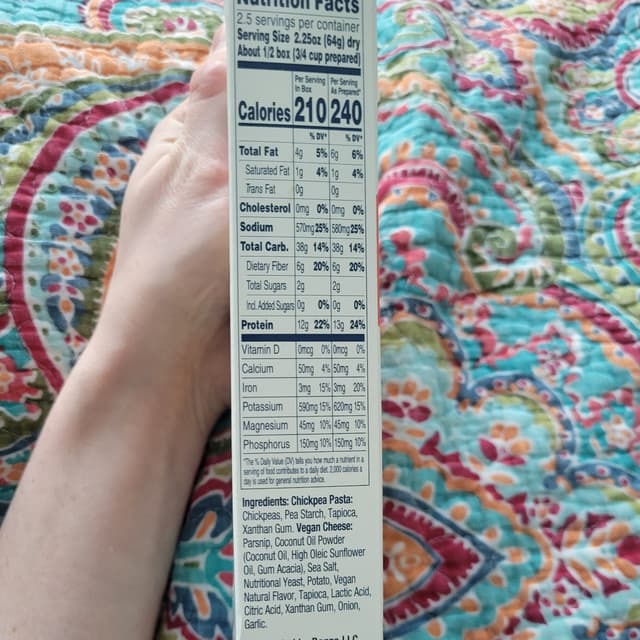 Nutrition Facts
2.5 servings per container
Serving Size 2.25oz (64g) dry
About 1/2 box (3/4 cup prepared)
Per Serving In Box Per Serving As Prepared*
Calories 210 240
% DV* % DV*
Total Fat 4g 5% 6g 6%
Saturated Fat 1g 4% 1g 4%
Trans Fat 0g 0g
Cholesterol 0mg 0% 0mg 0%
Sodium 570mg 25% 580mg 25%
Total Carb. 38g 14% 38g 14%
Dietary Fiber 6g 20% 6g 20%
Total Sugars 2g 2g
Incl. Added Sugars 0g 0% 0g 0%
Protein 12g 22% 13g 24%
Vitamin D 0mcg 0% 0mcg 0%
Calcium 50mg 4% 50mg 4%
Iron 3mg 15% 3mg 20%
Potassium 590mg 15% 620mg 15%
Magnesium 45mg 10% 45mg 10%
Phosphorus 150mg 10% 150mg 10%
*The % Daily Value (DV) tells you how much a nutrient in a
serving of food contributes to a daily diet. 2,000 calories a
day is used for general nutrition advice.
Ingredients: Chickpea Pasta:
Chickpeas, Pea Starch, Tapioca,
Xanthan Gum. Vegan Cheese:
Parsnip, Coconut Oil Powder
(Coconut Oil, High Oleic Sunflower
Oil, Gum Acacia), Sea Salt,
Nutritional Yeast, Potato, Vegan
Natural Flavor, Tapioca, Lactic Acid,
Citric Acid, Xanthan Gum, Onion,
Garlic.